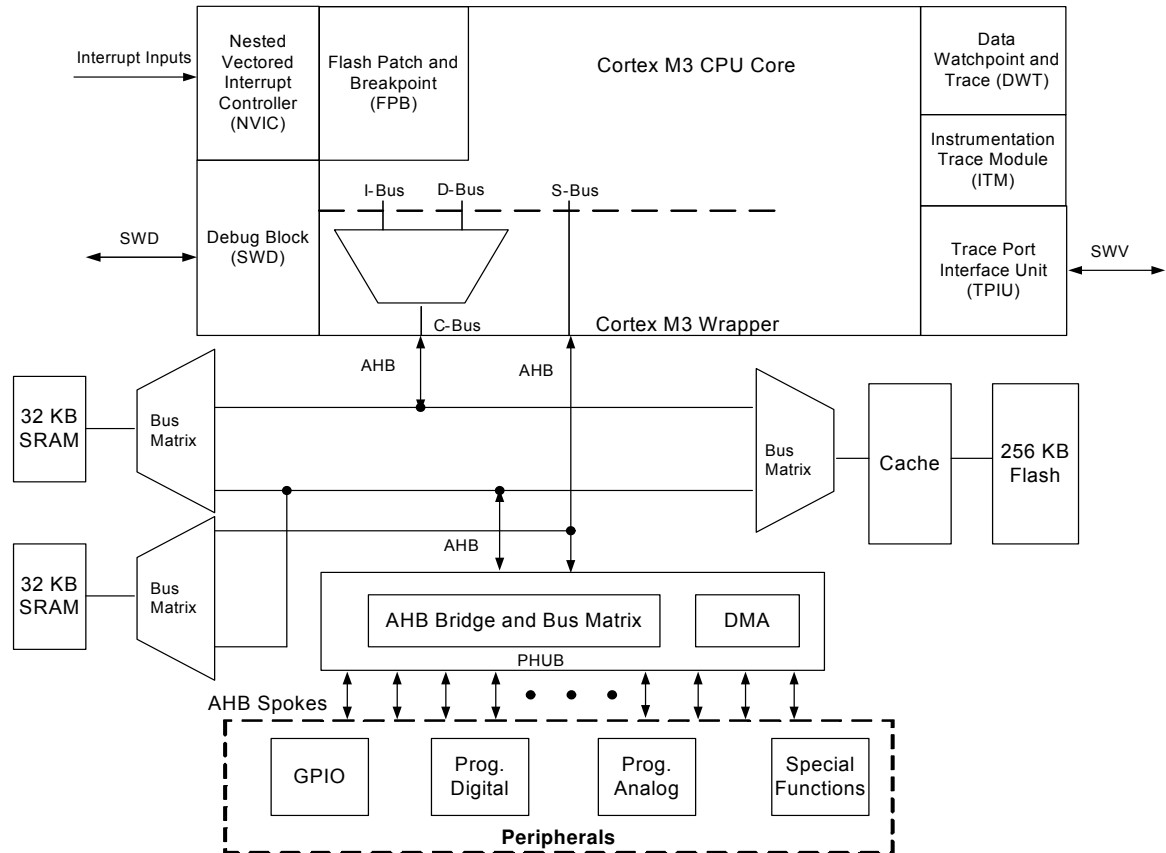 Interrupt Inputs
Nested
Vectored
Interrupt
Controller
(NVIC)
Flash Patch and
Breakpoint
(FPB)
Cortex M3 CPU Core
Data
Watchpoint and
Trace (DWT)
Instrumentation
Trace Module
(ITM)
I-Bus
D-Bus
S-Bus
SWD
Debug Block
(SWD)
Trace Port
Interface Unit
(TPIU)
SWV
C-Bus
Cortex M3 Wrapper
AHB
AHB
32 KB
SRAM
Bus
Matrix
Bus
Matrix
Cache
256 KB
Flash
AHB
32 KB
SRAM
Bus
Matrix
AHB Bridge and Bus Matrix
DMA
PHUB
AHB Spokes
GPIO
Prog.
Digital
Prog.
Analog
Special
Functions
Peripherals